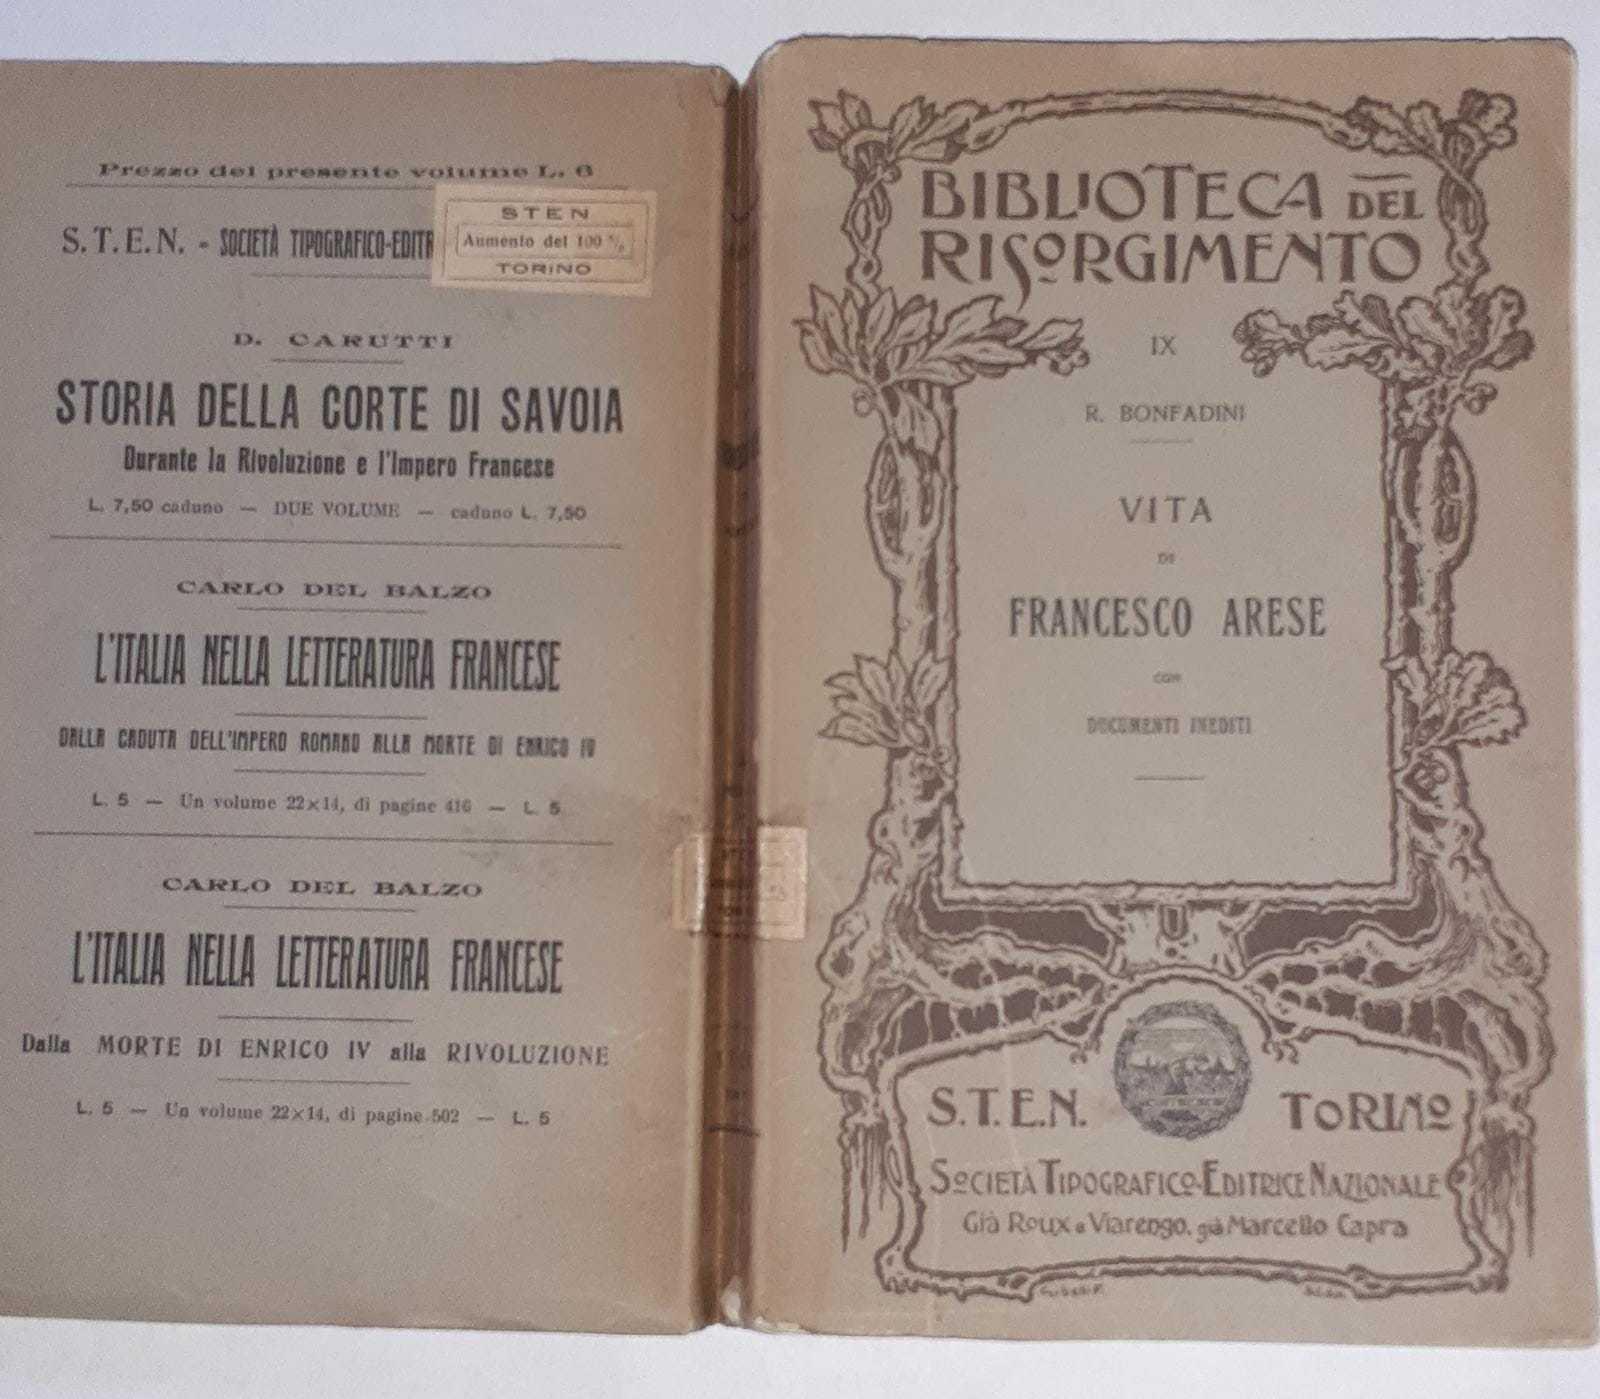 Prezzo del presente volume L. 6
S.T.E.N. - SOCIETÀ TIPOGRAFICO-EDITR
STEN
Aumento del 100 %
TORINO
D. CARUTTI
STORIA DELLA CORTE DI SAVOIA
Durante la Rivoluzione e l'Impero Francese
L. 7,50 caduno — DUE VOLUME — caduno L. 7,50
CARLO DEL BALZO
L'ITALIA NELLA LETTERATURA FRANCESE
DALLA CADUTA DELL'IMPERO ROMANO ALLA MORTE DI ENRICO IV
L. 5 — Un volume 22×14, di pagine 416 — L. 5
CARLO DEL BALZO
L'ITALIA NELLA LETTERATURA FRANCESE
Dalla MORTE DI ENRICO IV alla RIVOLUZIONE
L. 5 — Un volume 22×14, di pagine 502 — L. 5
BIBLIOTECA DEL
RISORGIMENTO
IX
R. BONFADINI
VITA
DI
FRANCESCO ARESE
CON
DOCUMENTI INEDITI
S.T.E.N. TORINO
SOCIETÀ TIPOGRAFICO-EDITRICE NAZIONALE
Già Roux e Viarengo, già Marcello Capra